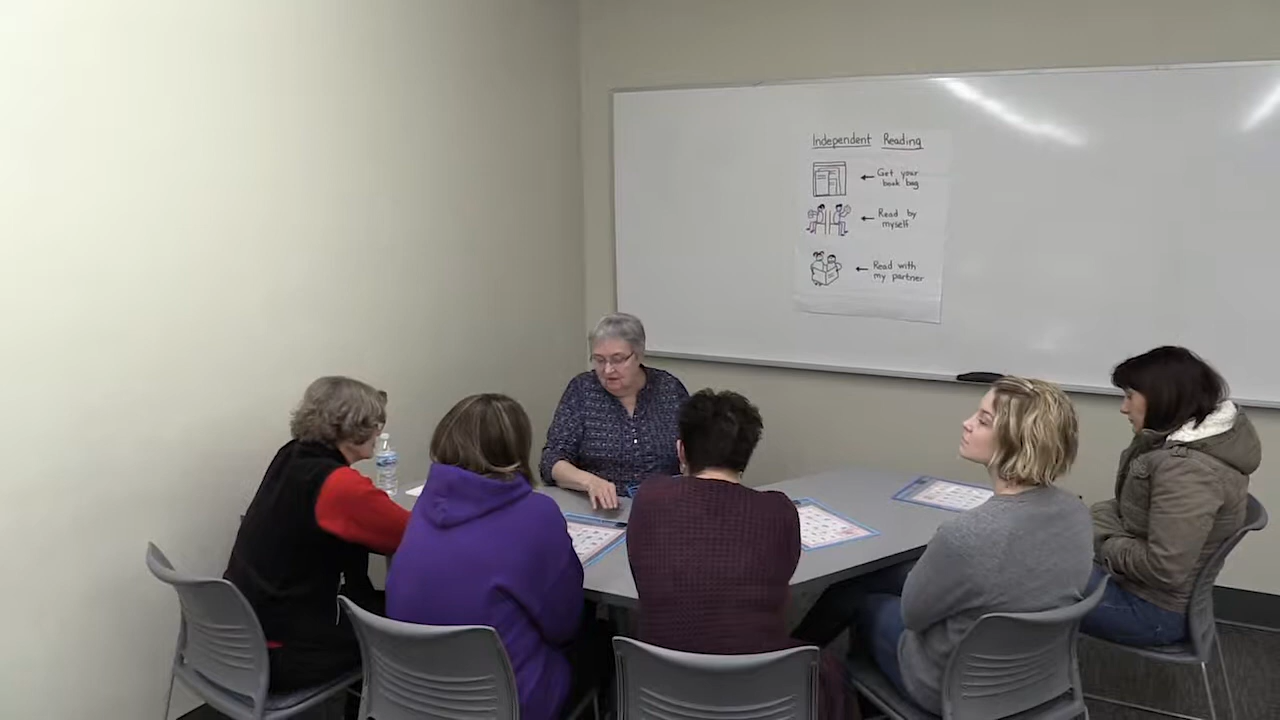 Independent Reading
Get your
book bag
Read by
myself
Read with
my partner